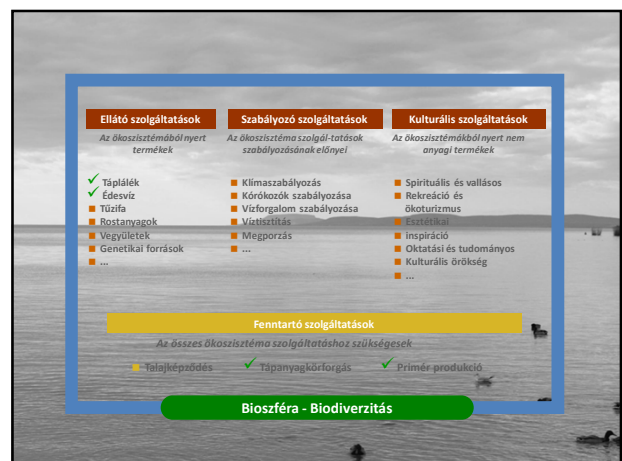 Ellátó szolgáltatások
Az ökoszisztémából nyert
termékek
Táplálék
Édesvíz
Tűzifa
Rostanyagok
Vegyületek
Genetikai források
...
Szabályozó szolgáltatások
Az ökoszisztéma szolgál-tatások
szabályozásának előnyei
Klímaszabályozás
Kórókozók szabályozása
Vízforgalom szabályozása
Víztisztítás
Megporzás
...
Kulturális szolgáltatások
Az ökoszisztémákból nyert nem
anyagi termékek
Spirituális és vallásos
Rekreáció és
ökoturizmus
Esztétikai
inspiráció
Oktatási és tudományos
Kulturális örökség
...
Fenntartó szolgáltatások
Az összes ökoszisztéma szolgáltatáshoz szükségesek
Talajképződés Tápanyagkörforgás Primér produkció
Bioszféra - Biodiverzitás